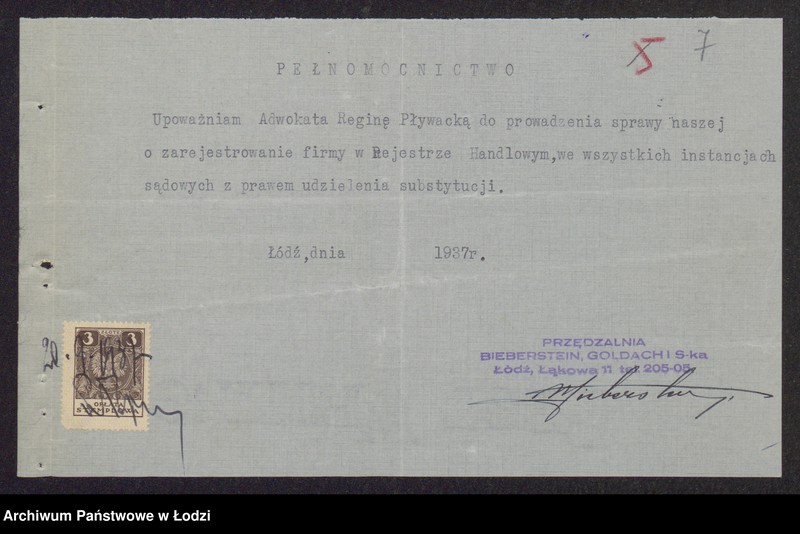 5 7
PEŁNOMOCNICTWO
Upoważniam Adwokata Reginę Pływacką do prowadzenia sprawy naszej
o zarejestrowanie firmy w Rejestrze Handlowym,we wszystkich instancjach
sądowych z prawem udzielenia substytucji.
Łódź,dnia 1937r.
3 ZŁOTE 3
OPŁATA
STEMPLOWA
PRZĘDZALNIA
BIEBERSTEIN, GOLDACH I S-ka
Łódź, Łąkowa 11 tel 205-05
Archiwum Państwowe w Łodzi